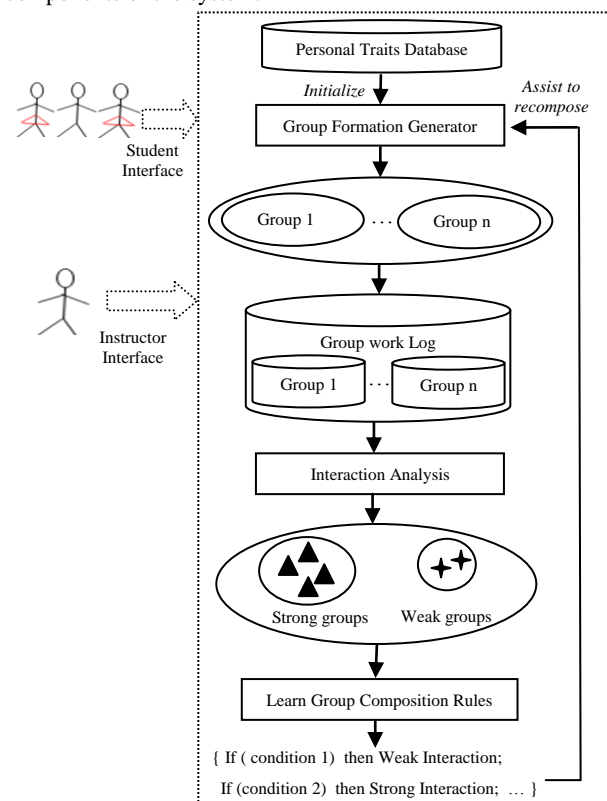 Personal Traits Database
Initialize
Assist to
recompose
Group Formation Generator
Student
Interface
Group 1 … Group n
Instructor
Interface
Group work Log
Group 1 … Group n
Interaction Analysis
Strong groups
Weak groups
Learn Group Composition Rules
{ If ( condition 1) then Weak Interaction;
If (condition 2) then Strong Interaction; … }